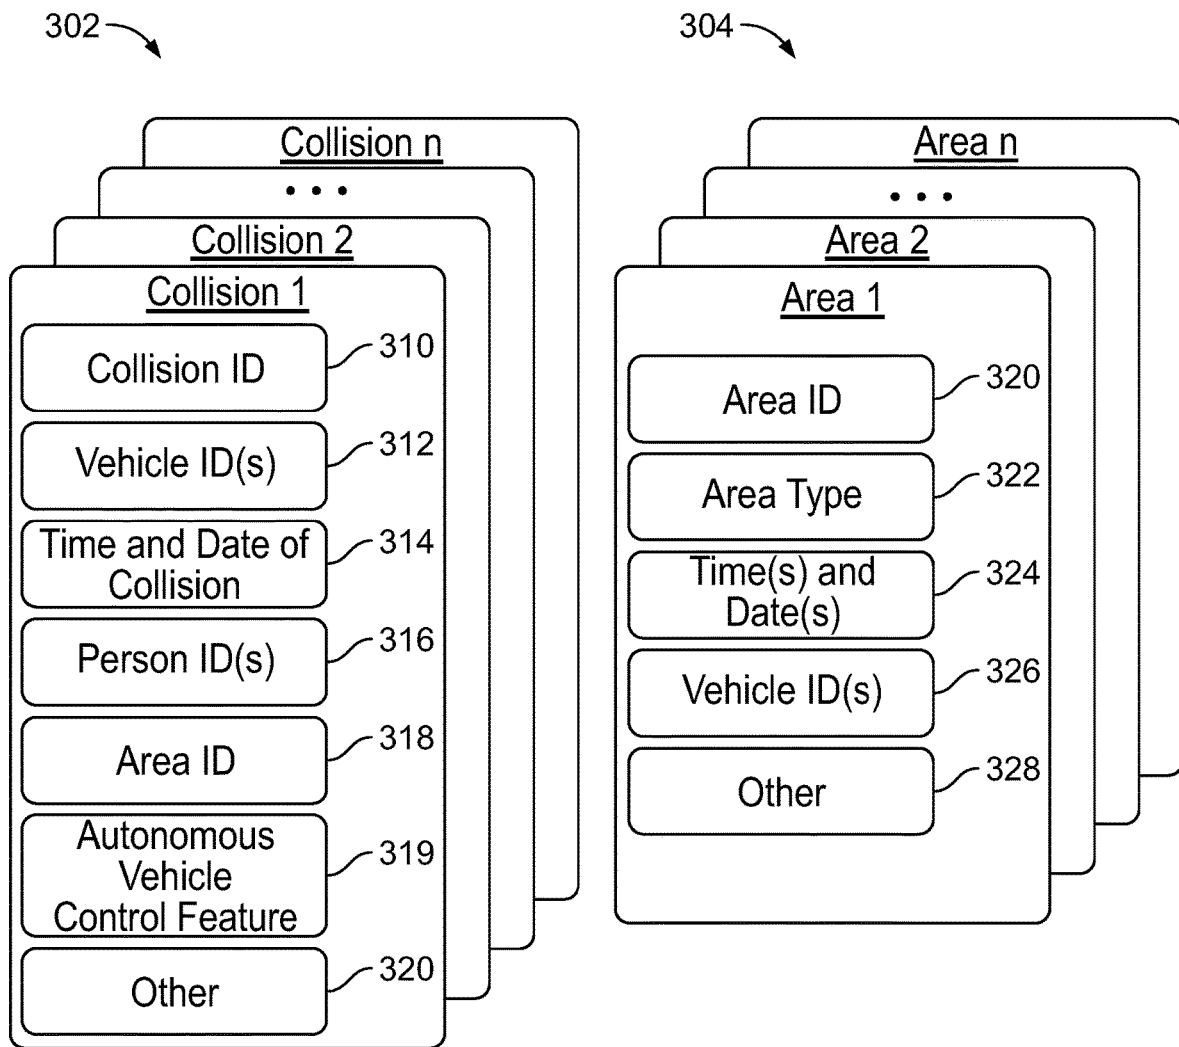 302
304
Collision n
• • •
Collision 2
Collision 1
Collision ID
310
Vehicle ID(s)
312
Time and Date of
Collision
314
Person ID(s)
316
Area ID
318
Autonomous
Vehicle
Control Feature
319
Other
320
Area n
• • •
Area 2
Area 1
Area ID
320
Area Type
322
Time(s) and
Date(s)
324
Vehicle ID(s)
326
Other
328